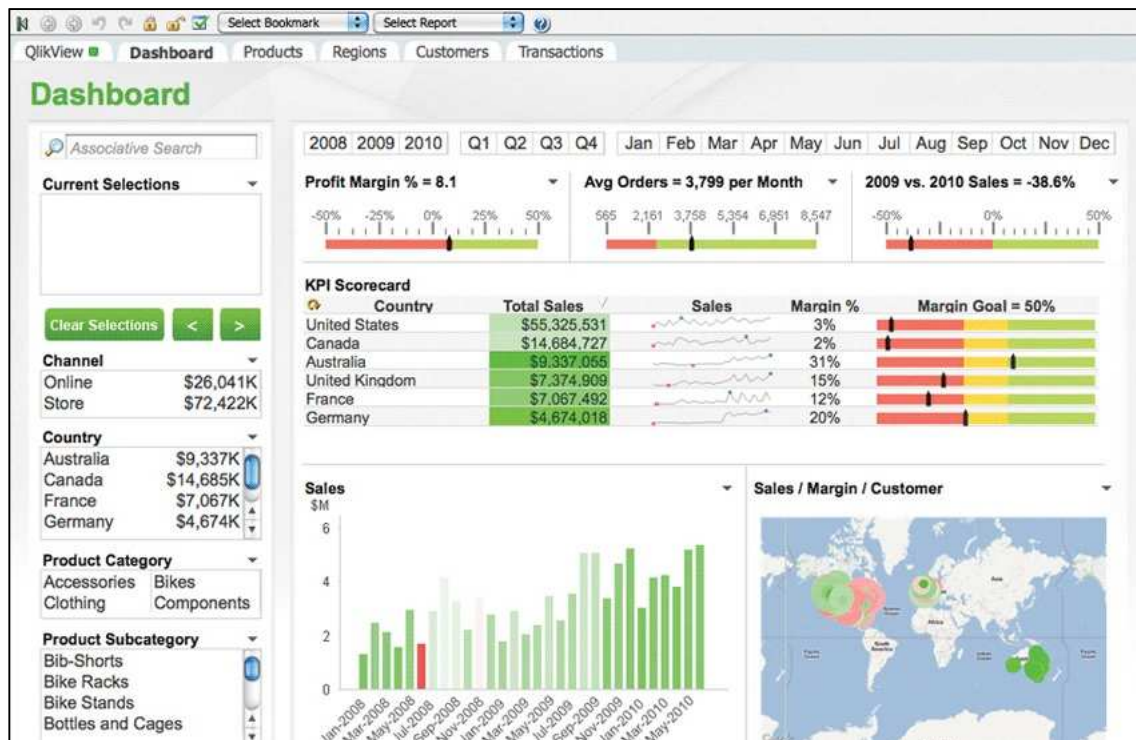 Select Bookmark Select Report
QlikView Dashboard Products Regions Customers Transactions
Dashboard
Associative Search
Current Selections
Clear Selections < >
Channel
Online $26,041K
Store $72,422K
Country
Australia $9,337K
Canada $14,685K
France $7,067K
Germany $4,674K
Product Category
Accessories Bikes
Clothing Components
Product Subcategory
Bib-Shorts
Bike Racks
Bike Stands
Bottles and Cages
2008 2009 2010 Q1 Q2 Q3 Q4 Jan Feb Mar Apr May Jun Jul Aug Sep Oct Nov Dec
Profit Margin % = 8.1
-50% -25% 0% 25% 50%
Avg Orders = 3,799 per Month
565 2,161 3,758 5,354 6,951 8,547
2009 vs. 2010 Sales = -38.6%
-50% 0% 50%
KPI Scorecard
Country Total Sales Sales Margin % Margin Goal = 50%
United States $55,325,531 3%
Canada $14,684,727 2%
Australia $9,337,055 31%
United Kingdom $7,374,909 15%
France $7,067,492 12%
Germany $4,674,018 20%
Sales
$M
6
4
2
0
Jan-2008 Mar-2008 May-2008 Jul-2008 Sep-2008 Nov-2008 Jan-2009 Mar-2009 May-2009 Jul-2009 Sep-2009 Nov-2009 Jan-2010 Mar-2010 May-2010
Sales / Margin / Customer
Asia
Africa
South
America